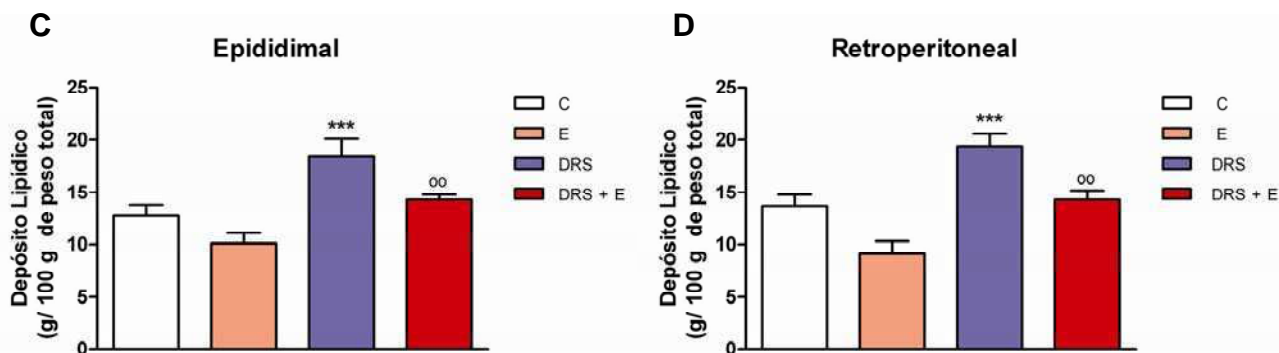 C
Epididimal
Depósito Lipídico
(g/ 100 g de peso total)
25
20
15
10
5
0
***
oo
C
E
DRS
DRS + E
D
Retroperitoneal
Depósito Lipídico
(g/ 100 g de peso total)
25
20
15
10
5
0
***
oo
C
E
DRS
DRS + E